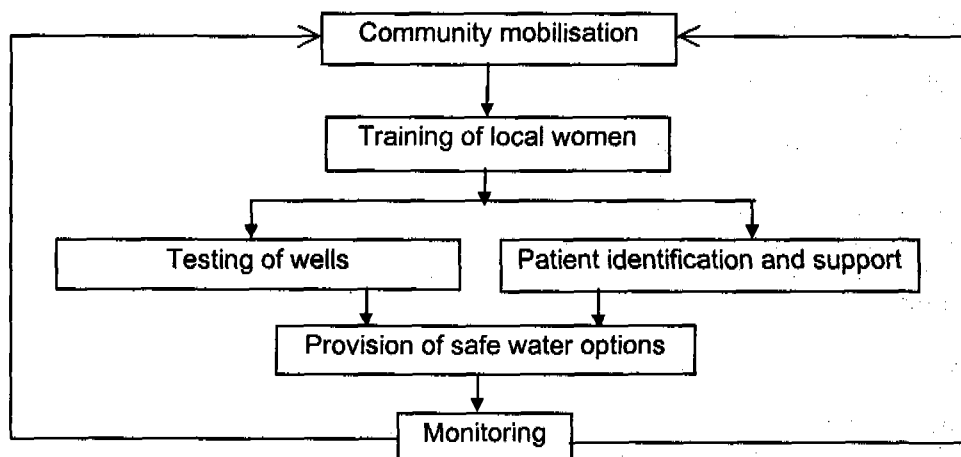 Community mobilisation
Training of local women
Testing of wells
Patient identification and support
Provision of safe water options
Monitoring